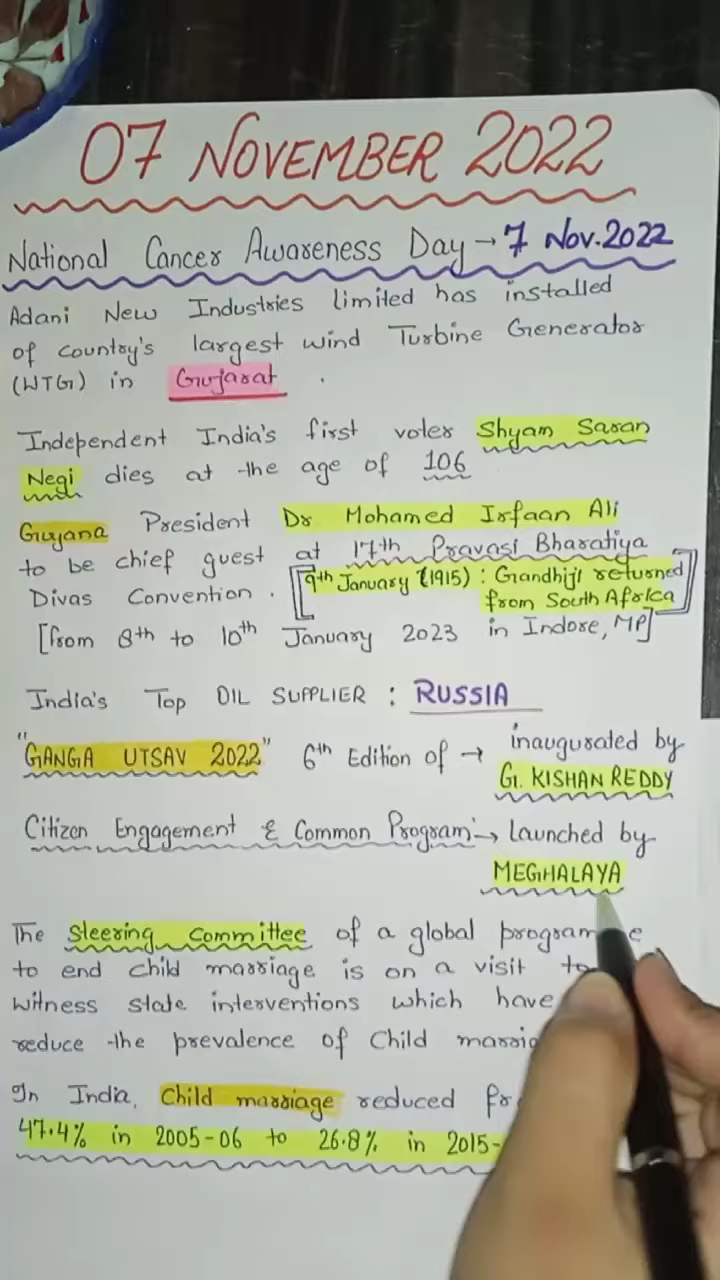 07 NOVEMBER 2022
National Cancer Awareness Day → 7 Nov.2022
Adani New Industries limited has installed
of country's largest wind Turbine Generator
(WTG) in Gujarat .
Independent India's first voter Shyam Saran
Negi dies at the age of 106
Guyana President Dr Mohamed Irfaan Ali
to be chief guest at 17th Pravasi Bharatiya
Divas Convention . [9th January (1915) : Gandhiji returned
from South Africa]
[from 8th to 10th January 2023 in Indore, MP]
India's Top OIL SUPPLIER : RUSSIA
"GANGA UTSAV 2022" 6th Edition of → inaugurated by
G. KISHAN REDDY
Citizen Engagement & Common Program → Launched by
MEGHALAYA
The Steering Committee of a global
to end child marriage is on a visit to
witness state interventions which have
reduce the prevalence of Child
In India, Child marriage reduced
47.4% in 2005-06 to 26.8% in 2015-